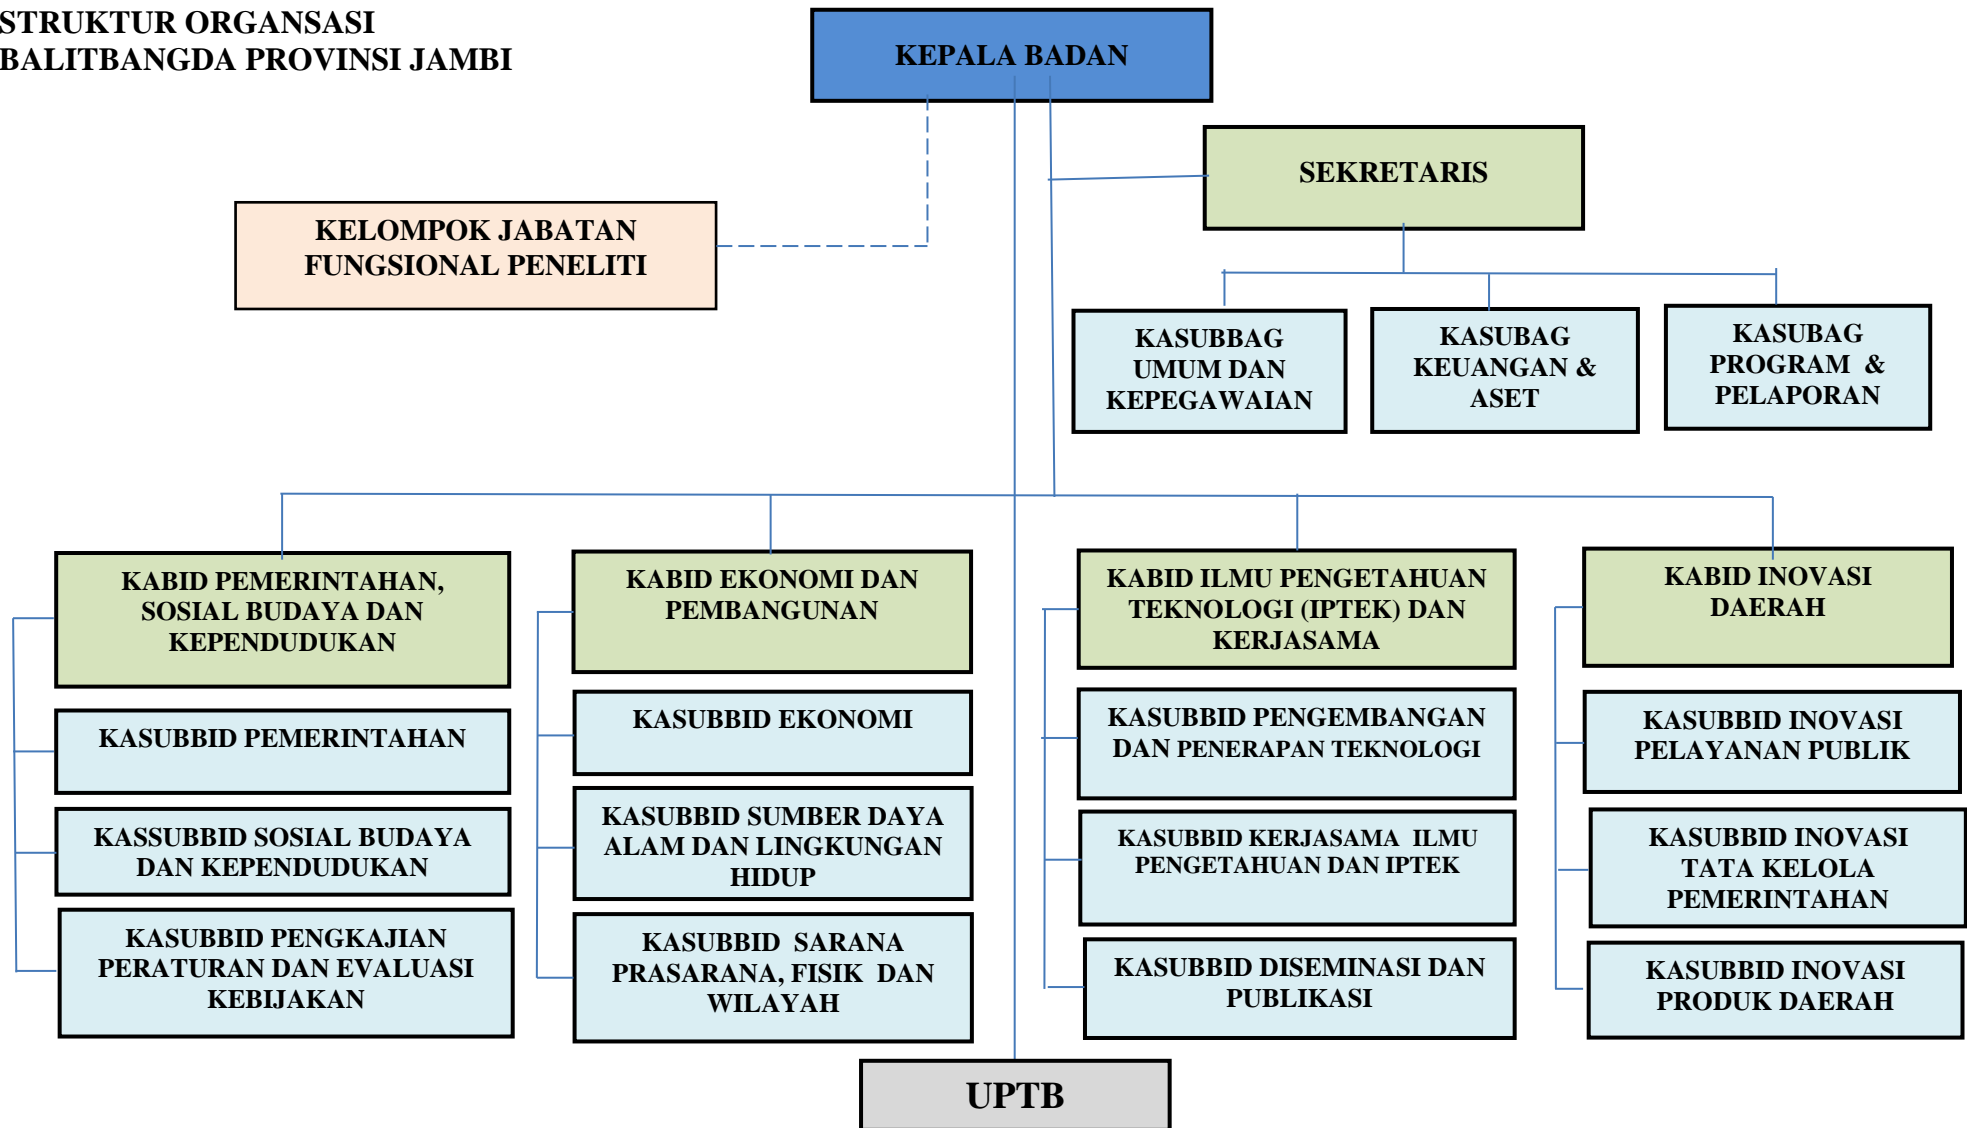 STRUKTUR ORGANSASI
BALITBANGDA PROVINSI JAMBI
KEPALA BADAN
SEKRETARIS
KELOMPOK JABATAN
FUNGSIONAL PENELITI
KASUBBAG
UMUM DAN
KEPEGAWAIAN
KASUBAG
KEUANGAN &
ASET
KASUBAG
PROGRAM &
PELAPORAN
KABID PEMERINTAHAN,
SOSIAL BUDAYA DAN
KEPENDUDUKAN
KASUBBID PEMERINTAHAN
KASSUBBID SOSIAL BUDAYA
DAN KEPENDUDUKAN
KASUBBID PENGKAJIAN
PERATURAN DAN EVALUASI
KEBIJAKAN
KABID EKONOMI DAN
PEMBANGUNAN
KASUBBID EKONOMI
KASUBBID SUMBER DAYA
ALAM DAN LINGKUNGAN
HIDUP
KASUBBID SARANA
PRASARANA, FISIK DAN
WILAYAH
KABID ILMU PENGETAHUAN
TEKNOLOGI (IPTEK) DAN
KERJASAMA
KASUBBID PENGEMBANGAN
DAN PENERAPAN TEKNOLOGI
KASUBBID KERJASAMA ILMU
PENGETAHUAN DAN IPTEK
KASUBBID DISEMINASI DAN
PUBLIKASI
KABID INOVASI
DAERAH
KASUBBID INOVASI
PELAYANAN PUBLIK
KASUBBID INOVASI
TATA KELOLA
PEMERINTAHAN
KASUBBID INOVASI
PRODUK DAERAH
UPTB